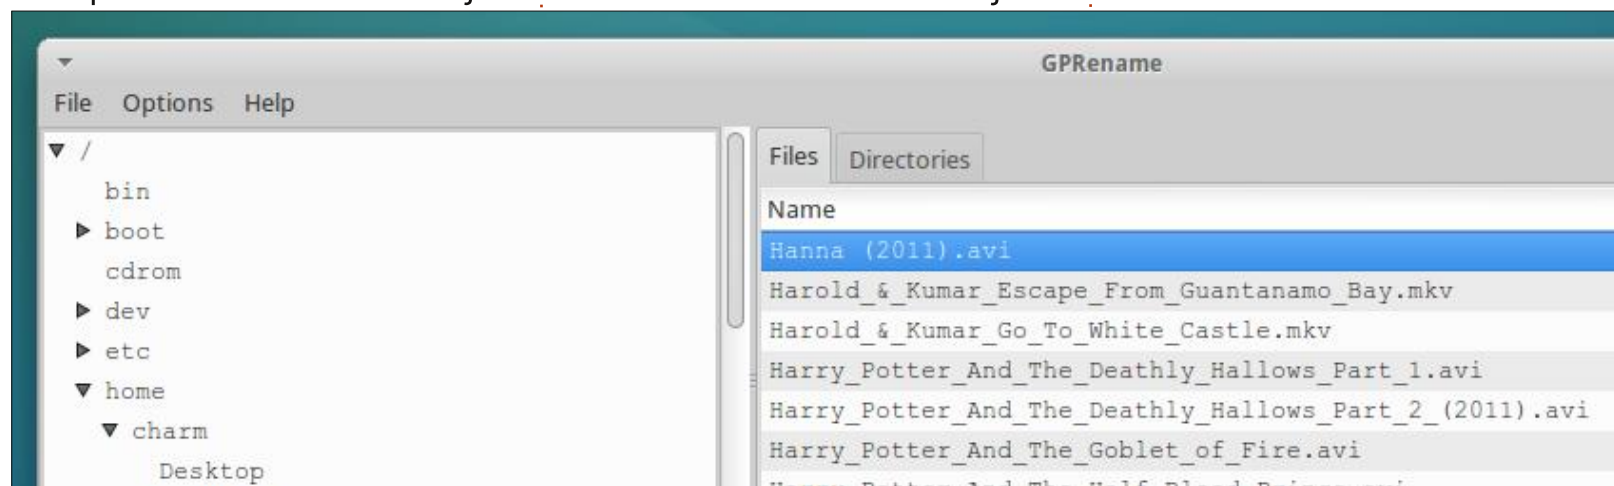 GPRename
File Options Help
/
bin
boot
cdrom
dev
etc
home
charm
Desktop
Files Directories
Name
Hanna (2011).avi
Harold_&_Kumar_Escape_From_Guantanamo_Bay.mkv
Harold_&_Kumar_Go_To_White_Castle.mkv
Harry_Potter_And_The_Deathly_Hallows_Part_1.avi
Harry_Potter_And_The_Deathly_Hallows_Part_2_(2011).avi
Harry_Potter_And_The_Goblet_of_Fire.avi